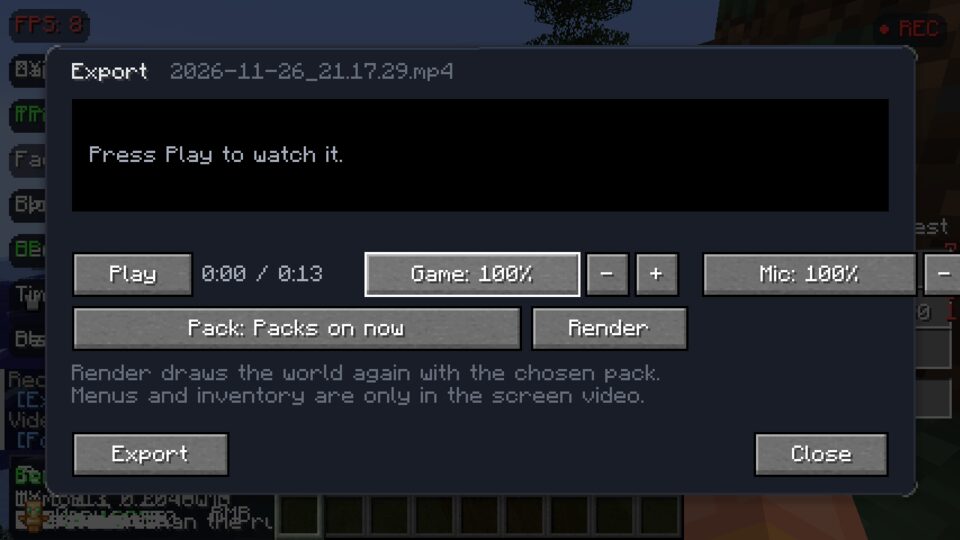 FPS: 8
REC
Export 2026-11-26_21.17.29.mp4
Press Play to watch it.
Play 0:00 / 0:13 Game: 100% - + Mic: 100% -
Pack: Packs on now Render
Render draws the world again with the chosen pack.
Menus and inventory are only in the screen video.
Export Close